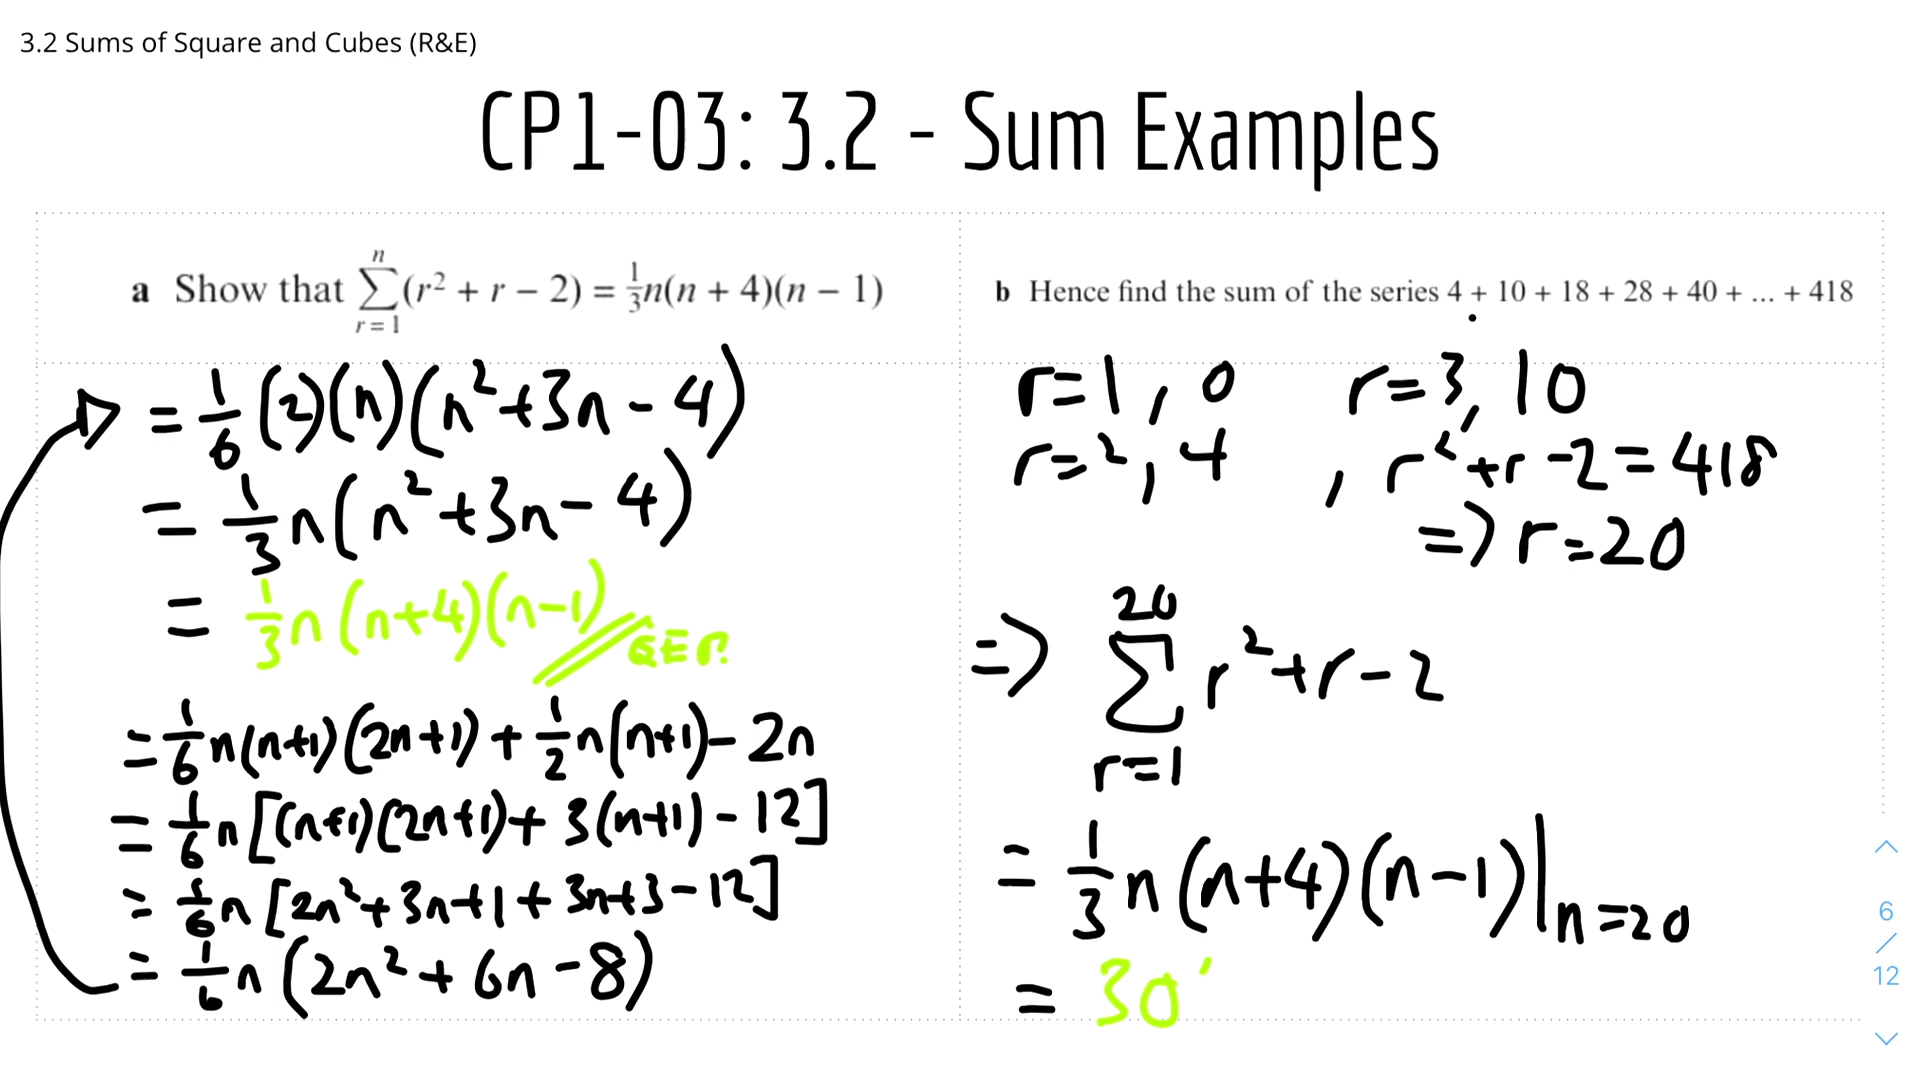 3.2 Sums of Square and Cubes (R&E)
CP1-03: 3.2 - Sum Examples
a Show that ∑_{r=1}^{n} (r² + r − 2) = 1/3 n(n + 4)(n − 1)
= 1/6 (2)(n)(n²+3n-4)
= 1/3 n(n²+3n-4)
= 1/3 n(n+4)(n-1)
= 1/6 n(n+1)(2n+1) + 1/2 n(n+1) - 2n
= 1/6 n[(n+1)(2n+1) + 3(n+1) - 12]
= 1/6 n[2n²+3n+1+3n+3-12]
= 1/6 n(2n²+6n-8)
b Hence find the sum of the series 4 + 10 + 18 + 28 + 40 + ... + 418
r=1, 0 r=3, 10
r=2, 4 , r²+r-2=418
=> r=20
=> ∑_{r=1}^{20} r²+r-2
= 1/3 n(n+4)(n-1)|n=20
= 30
6
/
12